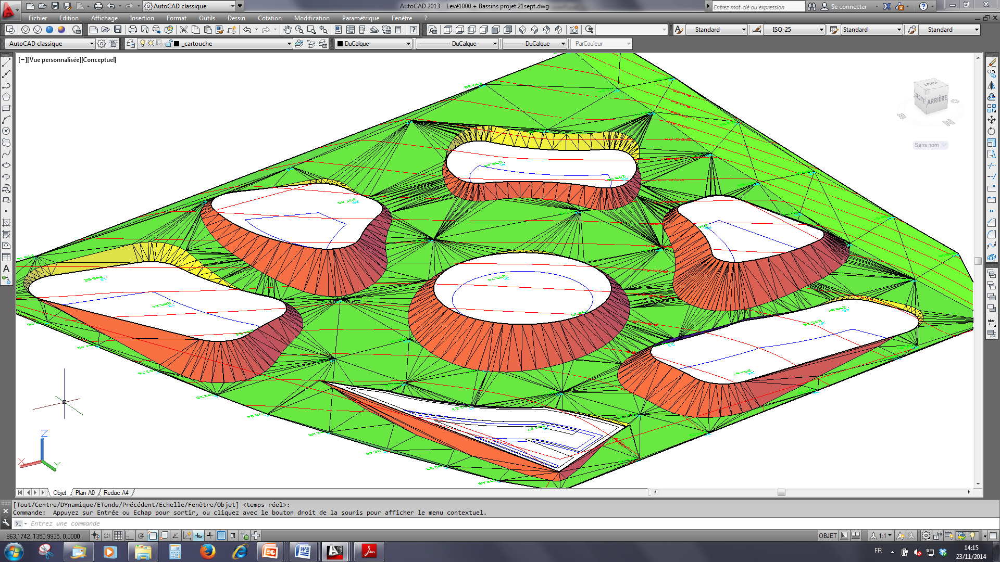 AutoCAD classique
AutoCAD 2013    Levé1000 + Bassins projet 21sept.dwg
Entrez mot-clé ou expression
Se connecter
Fichier
Edition
Affichage
Insertion
Format
Outils
Dessin
Cotation
Modification
Paramétrique
Fenêtre
?
Standard
ISO-25
Standard
Standard
AutoCAD classique
_cartouche
DuCalque
DuCalque
DuCalque
ParCouleur
[−][Vue personnalisée][Conceptuel]
HAUT
DROITE
ARRIÈRE
Sans nom
Z
X
Y
Objet
Plan A0
Reduc A4
[Tout/Centre/DYnamique/ETendu/Précédent/Echelle/Fenêtre/Objet] <temps réel>:
Commande:  Appuyez sur Entrée ou Echap pour sortir, ou cliquez avec le bouton droit de la souris pour afficher le menu contextuel.
Entrez une commande
863.1742, 1350.9935, 0.0000
OBJET
1:1
FR
14:15
23/11/2014